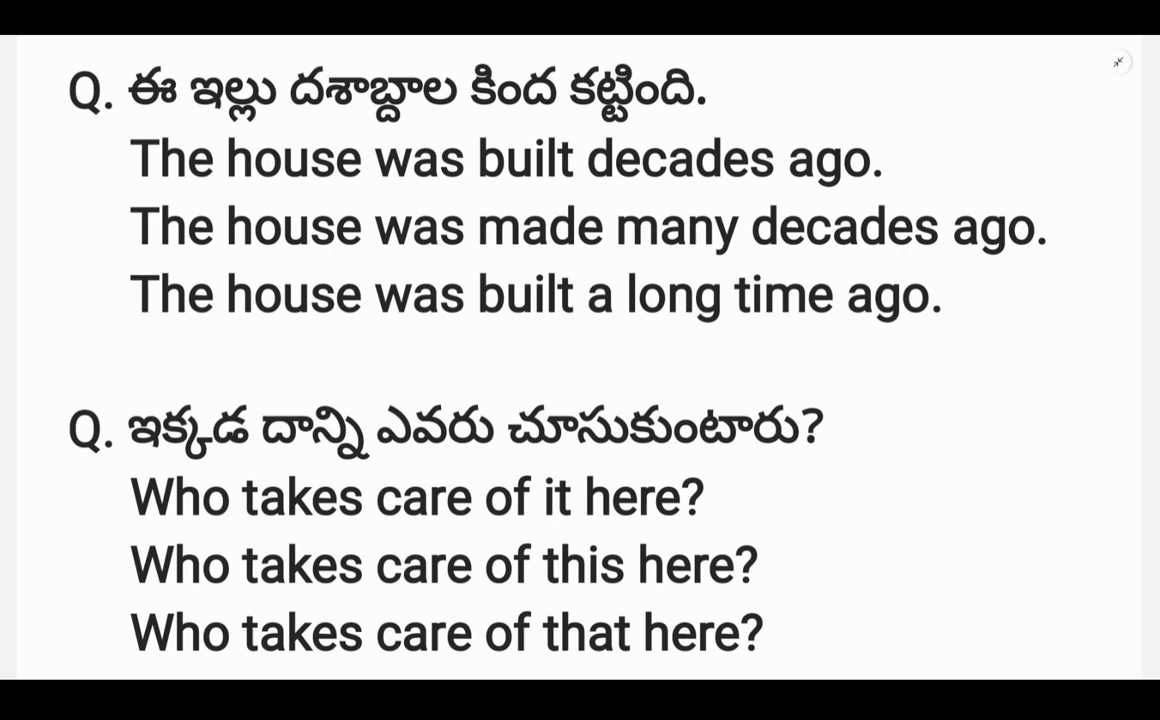 Q. ఈ ఇల్లు దశాబ్దాల కింద కట్టింది.
The house was built decades ago.
The house was made many decades ago.
The house was built a long time ago.
Q. ఇక్కడ దాన్ని ఎవరు చూసుకుంటారు?
Who takes care of it here?
Who takes care of this here?
Who takes care of that here?